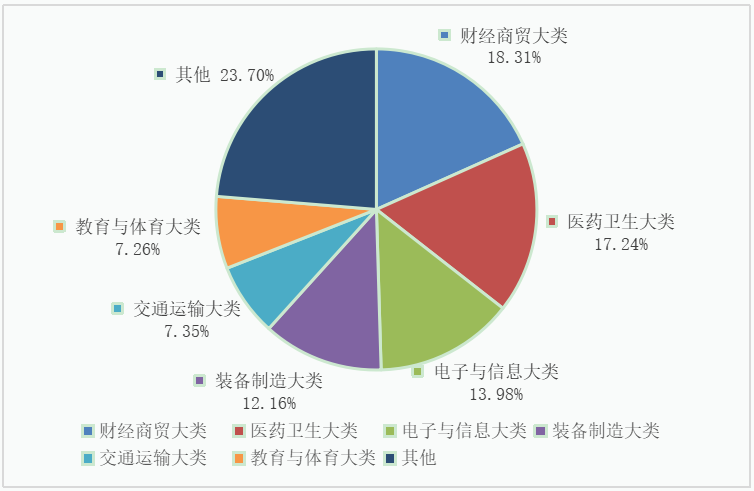 财经商贸大类
18.31%
其他 23.70%
医药卫生大类
17.24%
教育与体育大类
7.26%
交通运输大类
7.35%
电子与信息大类
13.98%
装备制造大类
12.16%
财经商贸大类 医药卫生大类 电子与信息大类 装备制造大类
交通运输大类 教育与体育大类 其他